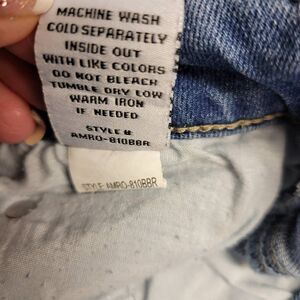 MACHINE WASH
COLD SEPARATELY
INSIDE OUT
WITH LIKE COLORS
DO NOT BLEACH
TUMBLE DRY LOW
WARM IRON
IF NEEDED
STYLE #
AMRO-810BBR
STYLE AMRO-810BBR